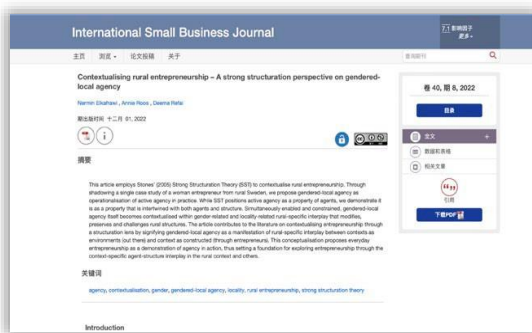 International Small Business Journal
7.1 影响因子
更多
主页 浏览 论文投稿 关于
查询期刊
Contextualising rural entrepreneurship – A strong structuration perspective on gendered-
local agency
Nermin Elkafrawi, Annie Roos, Deema Refai
期出版时间 十二月 01, 2022
摘要
This article employs Stones' (2005) Strong Structuration Theory (SST) to contextualise rural entrepreneurship. Through
shadowing a single case study of a woman entrepreneur from rural Sweden, we propose gendered-local agency as
operationalisation of active agency in practice. While SST positions active agency as a property of agents, we demonstrate it
is as a property that is intertwined with both agents and structure. Simultaneously enabled and constrained, gendered-local
agency itself becomes contextualised within gender-related and locality-related rural-specific interplay that modifies,
preserves and challenges rural structures. The article contributes to the literature on contextualising entrepreneurship through
a structuration lens by signifying gendered-local agency as a manifestation of rural-specific interplay between contexts as
environments (out there) and context as constructed (through entrepreneurs). This conceptualisation proposes everyday
entrepreneurship as a demonstration of agency in action, thus setting a foundation for exploring entrepreneurship through the
context-specific agent-structure interplay in the rural context and others.
关键词
agency, contextualisation, gender, gendered-local agency, locality, rural entrepreneurship, strong structuration theory
Introduction
卷 40, 期 8, 2022
目录
全文
数据和表格
相关文章
引用
下载PDF